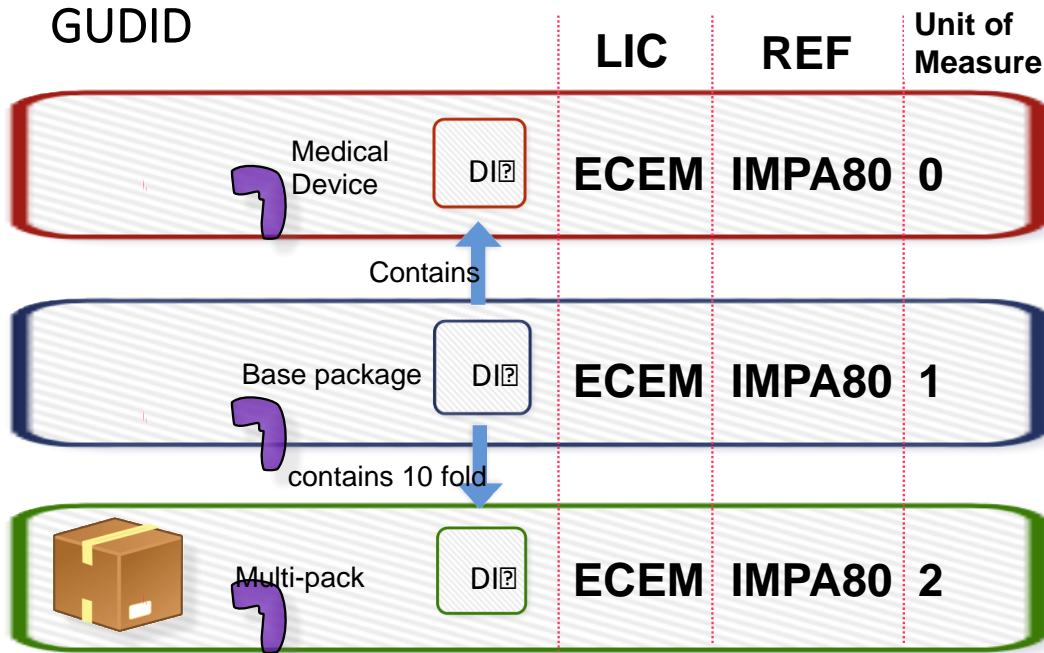 GUDID
LIC
REF
Unit of
Measure
Medical
Device
DI
ECEM
IMPA80
0
Contains
Base package
DI
ECEM
IMPA80
1
contains 10 fold
Multi-pack
DI
ECEM
IMPA80
2